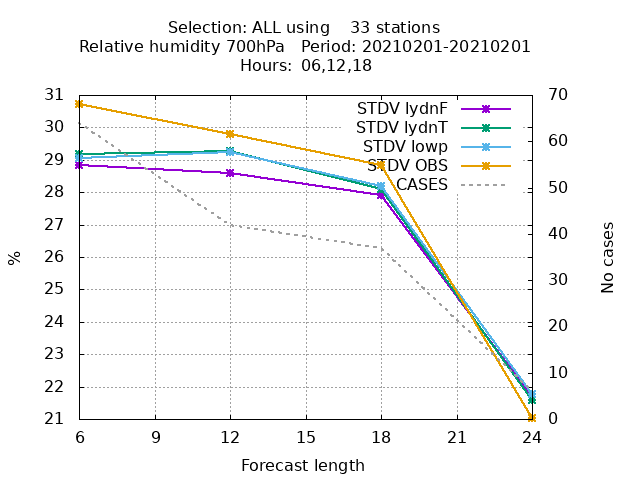 Selection: ALL using    33 stations
Relative humidity 700hPa   Period: 20210201-20210201
Hours:  06,12,18
31
30
29
28
27
26
25
24
23
22
21
%
70
60
50
40
30
20
10
0
No cases
STDV lydnF
STDV lydnT
STDV lowp
STDV OBS
CASES
6 9 12 15 18 21 24
Forecast length